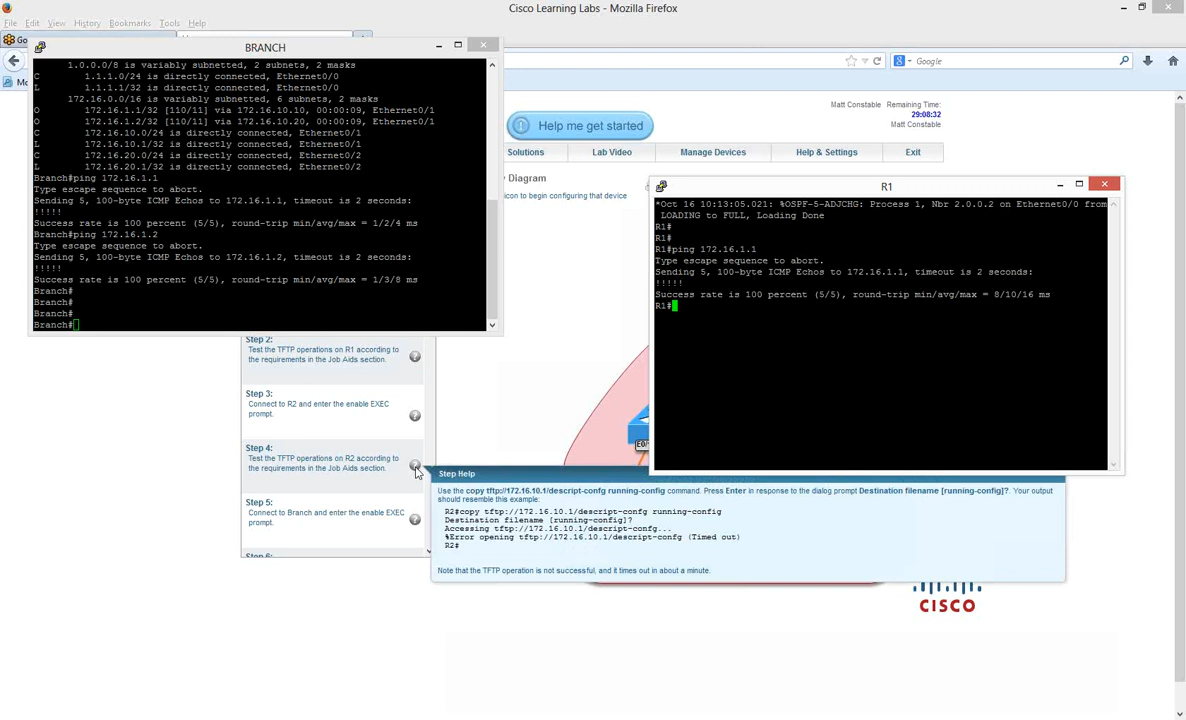 Cisco Learning Labs - Mozilla Firefox
File Edit View History Bookmarks Tools Help
Go
Google
Matt Constable Remaining Time:
29:08:32
Matt Constable
Help me get started
Solutions Lab Video Manage Devices Help & Settings Exit
Diagram
icon to begin configuring that device
BRANCH
1.0.0.0/8 is variably subnetted, 2 subnets, 2 masks
C 1.1.1.0/24 is directly connected, Ethernet0/0
L 1.1.1.1/32 is directly connected, Ethernet0/0
172.16.0.0/16 is variably subnetted, 6 subnets, 2 masks
O 172.16.1.1/32 [110/11] via 172.16.10.10, 00:00:09, Ethernet0/1
O 172.16.1.2/32 [110/11] via 172.16.10.20, 00:00:09, Ethernet0/1
C 172.16.10.0/24 is directly connected, Ethernet0/1
L 172.16.10.1/32 is directly connected, Ethernet0/1
C 172.16.20.0/24 is directly connected, Ethernet0/2
L 172.16.20.1/32 is directly connected, Ethernet0/2
Branch#ping 172.16.1.1
Type escape sequence to abort.
Sending 5, 100-byte ICMP Echos to 172.16.1.1, timeout is 2 seconds:
!!!!!
Success rate is 100 percent (5/5), round-trip min/avg/max = 1/2/4 ms
Branch#ping 172.16.1.2
Type escape sequence to abort.
Sending 5, 100-byte ICMP Echos to 172.16.1.2, timeout is 2 seconds:
!!!!!
Success rate is 100 percent (5/5), round-trip min/avg/max = 1/3/8 ms
Branch#
Branch#
Branch#
Branch#
R1
*Oct 16 10:13:05.021: %OSPF-5-ADJCHG: Process 1, Nbr 2.0.0.2 on Ethernet0/0 from
LOADING to FULL, Loading Done
R1#
R1#
R1#ping 172.16.1.1
Type escape sequence to abort.
Sending 5, 100-byte ICMP Echos to 172.16.1.1, timeout is 2 seconds:
!!!!!
Success rate is 100 percent (5/5), round-trip min/avg/max = 8/10/16 ms
R1#
Step 2:
Test the TFTP operations on R1 according to
the requirements in the Job Aids section.
Step 3:
Connect to R2 and enter the enable EXEC
prompt.
Step 4:
Test the TFTP operations on R2 according to
the requirements in the Job Aids section.
Step 5:
Connect to Branch and enter the enable EXEC
prompt.
Step Help
Use the copy tftp://172.16.10.1/descript-confg running-config command. Press Enter in response to the dialog prompt Destination filename [running-config]?. Your output
should resemble this example:
R2#copy tftp://172.16.10.1/descript-confg running-config
Destination filename [running-config]?
Accessing tftp://172.16.10.1/descript-confg...
%Error opening tftp://172.16.10.1/descript-confg (Timed out)
R2#
Note that the TFTP operation is not successful, and it times out in about a minute.
CISCO